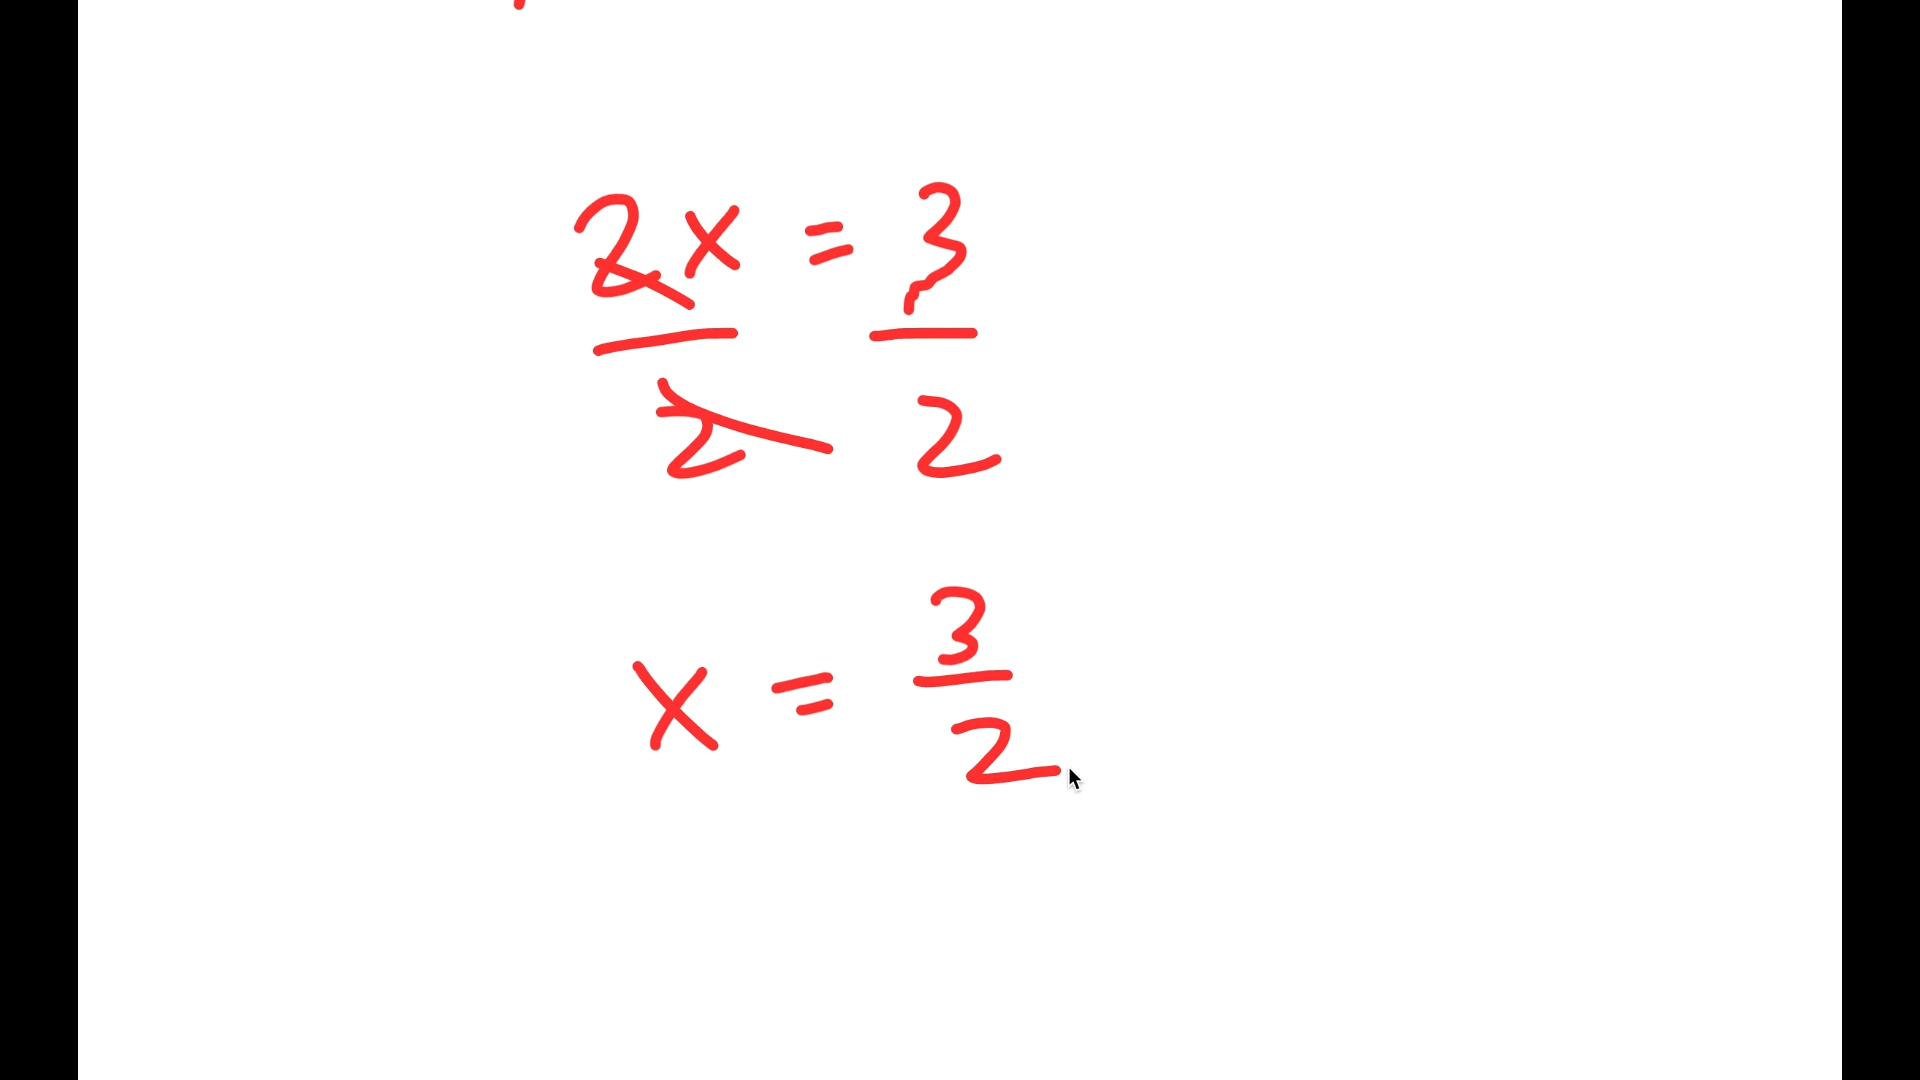 2x = 3
2 2
x = 3/2